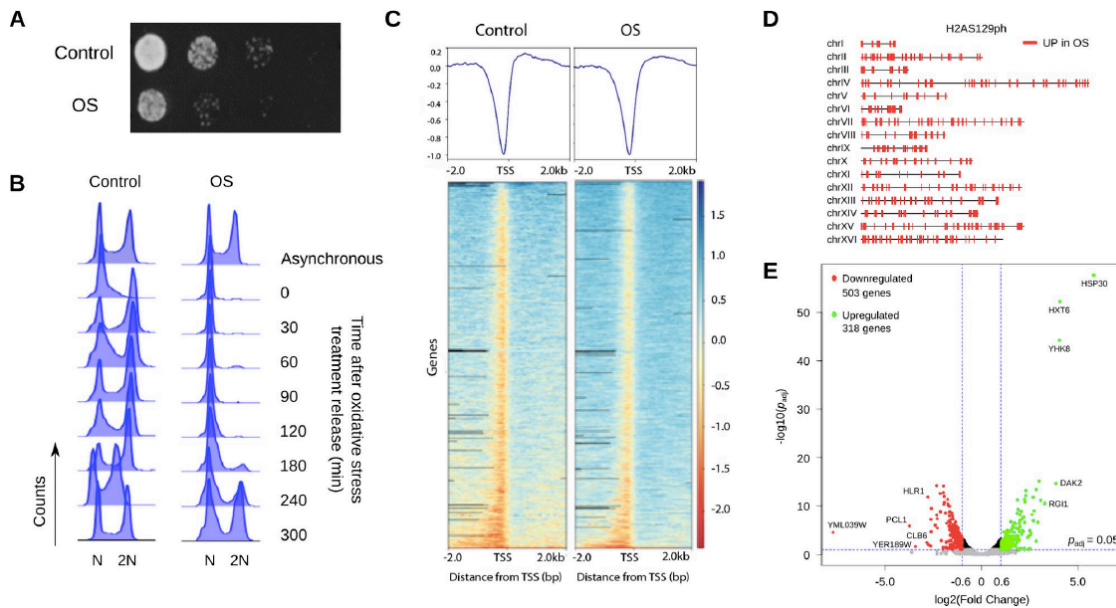 A
Control
OS
B
Control
OS
Asynchronous
0
30
60
90
120
180
240
300
Time after oxidative stress
treatment release (min)
Counts
N 2N N 2N
C
Control
OS
0.2
0.0
-0.2
-0.4
-0.6
-0.8
-1.0
-2.0 TSS 2.0kb -2.0 TSS 2.0kb
Genes
1.5
1.0
0.5
0.0
-0.5
-1.0
-1.5
-2.0
-2.0 TSS 2.0kb -2.0 TSS 2.0kb
Distance from TSS (bp) Distance from TSS (bp)
D
H2AS129ph
UP in OS
chrI
chrII
chrIII
chrIV
chrV
chrVI
chrVII
chrVIII
chrIX
chrX
chrXI
chrXII
chrXIII
chrXIV
chrXV
chrXVI
E
Downregulated
503 genes
Upregulated
318 genes
HSP30
HXT6
YHK8
DAK2
RGI1
HLR1
PCL1
CLB6
YML039W
YER189W
padj = 0.05
-log10(padj)
50
40
30
20
10
0
-5.0 -0.6 0 0.6 5.0
log2(Fold Change)